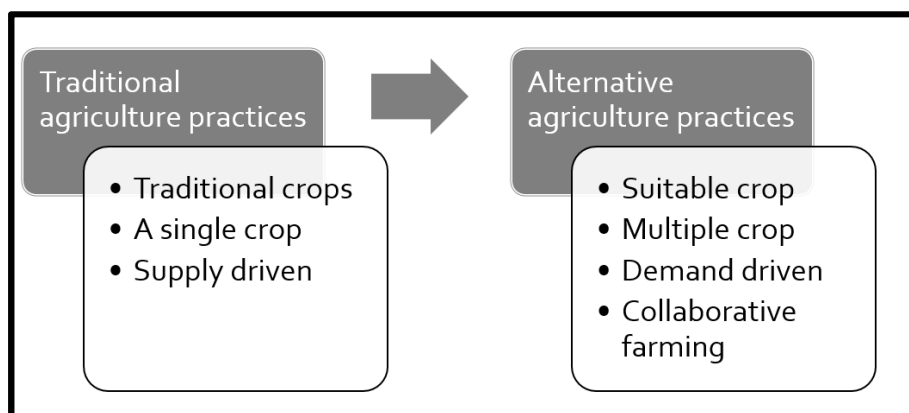 Traditional
agriculture practices
• Traditional crops
• A single crop
• Supply driven
Alternative
agriculture practices
• Suitable crop
• Multiple crop
• Demand driven
• Collaborative
farming